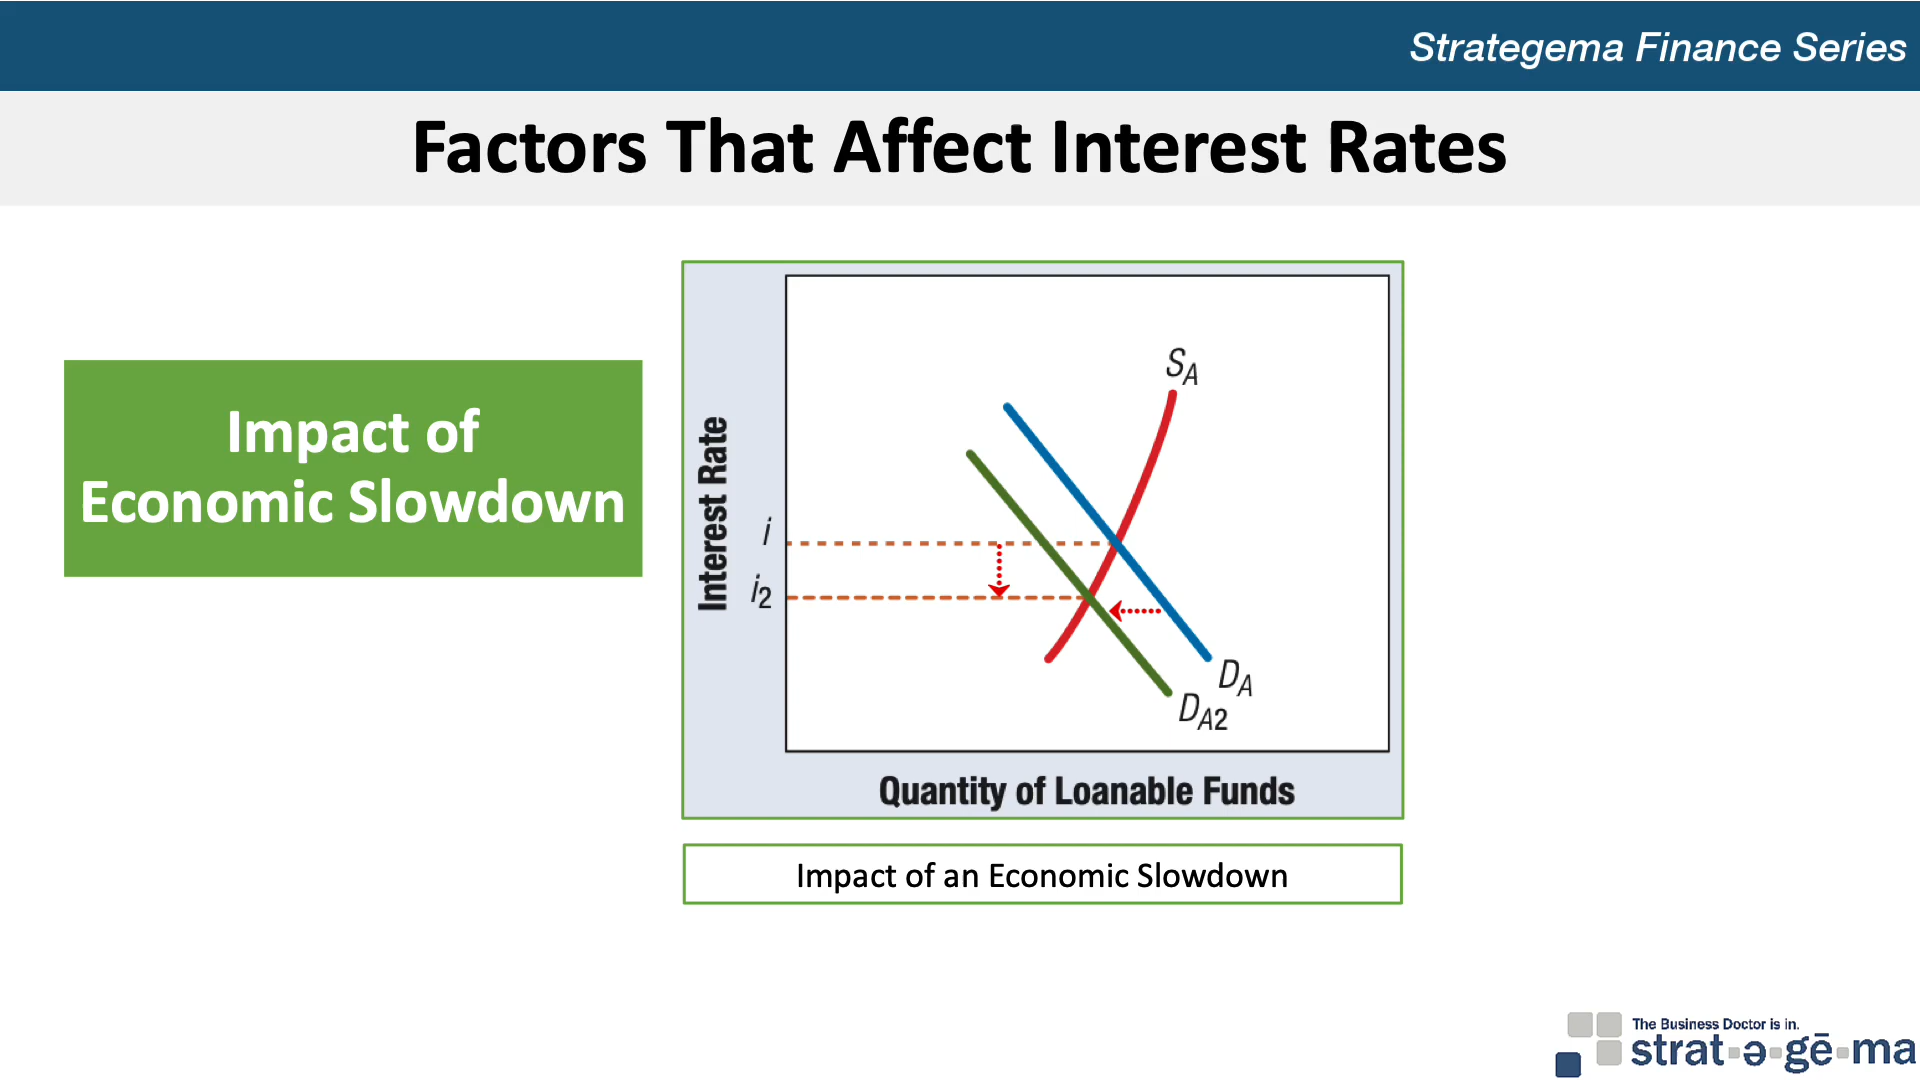 Strategema Finance Series
Factors That Affect Interest Rates
Impact of
Economic Slowdown
Interest Rate
S_A
i
i2
D_A
D_A2
Quantity of Loanable Funds
Impact of an Economic Slowdown
The Business Doctor is in.
strat-ə-gē-ma